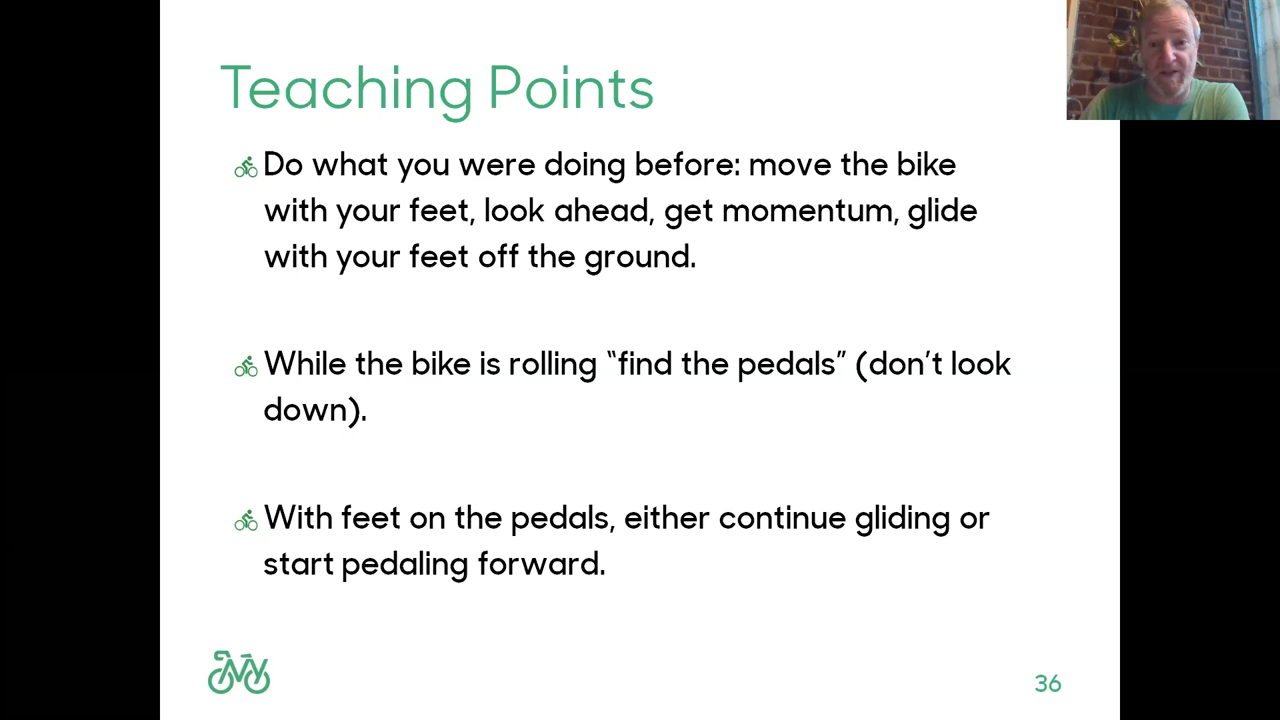 Teaching Points
Do what you were doing before: move the bike
with your feet, look ahead, get momentum, glide
with your feet off the ground.
While the bike is rolling “find the pedals” (don’t look
down).
With feet on the pedals, either continue gliding or
start pedaling forward.
36